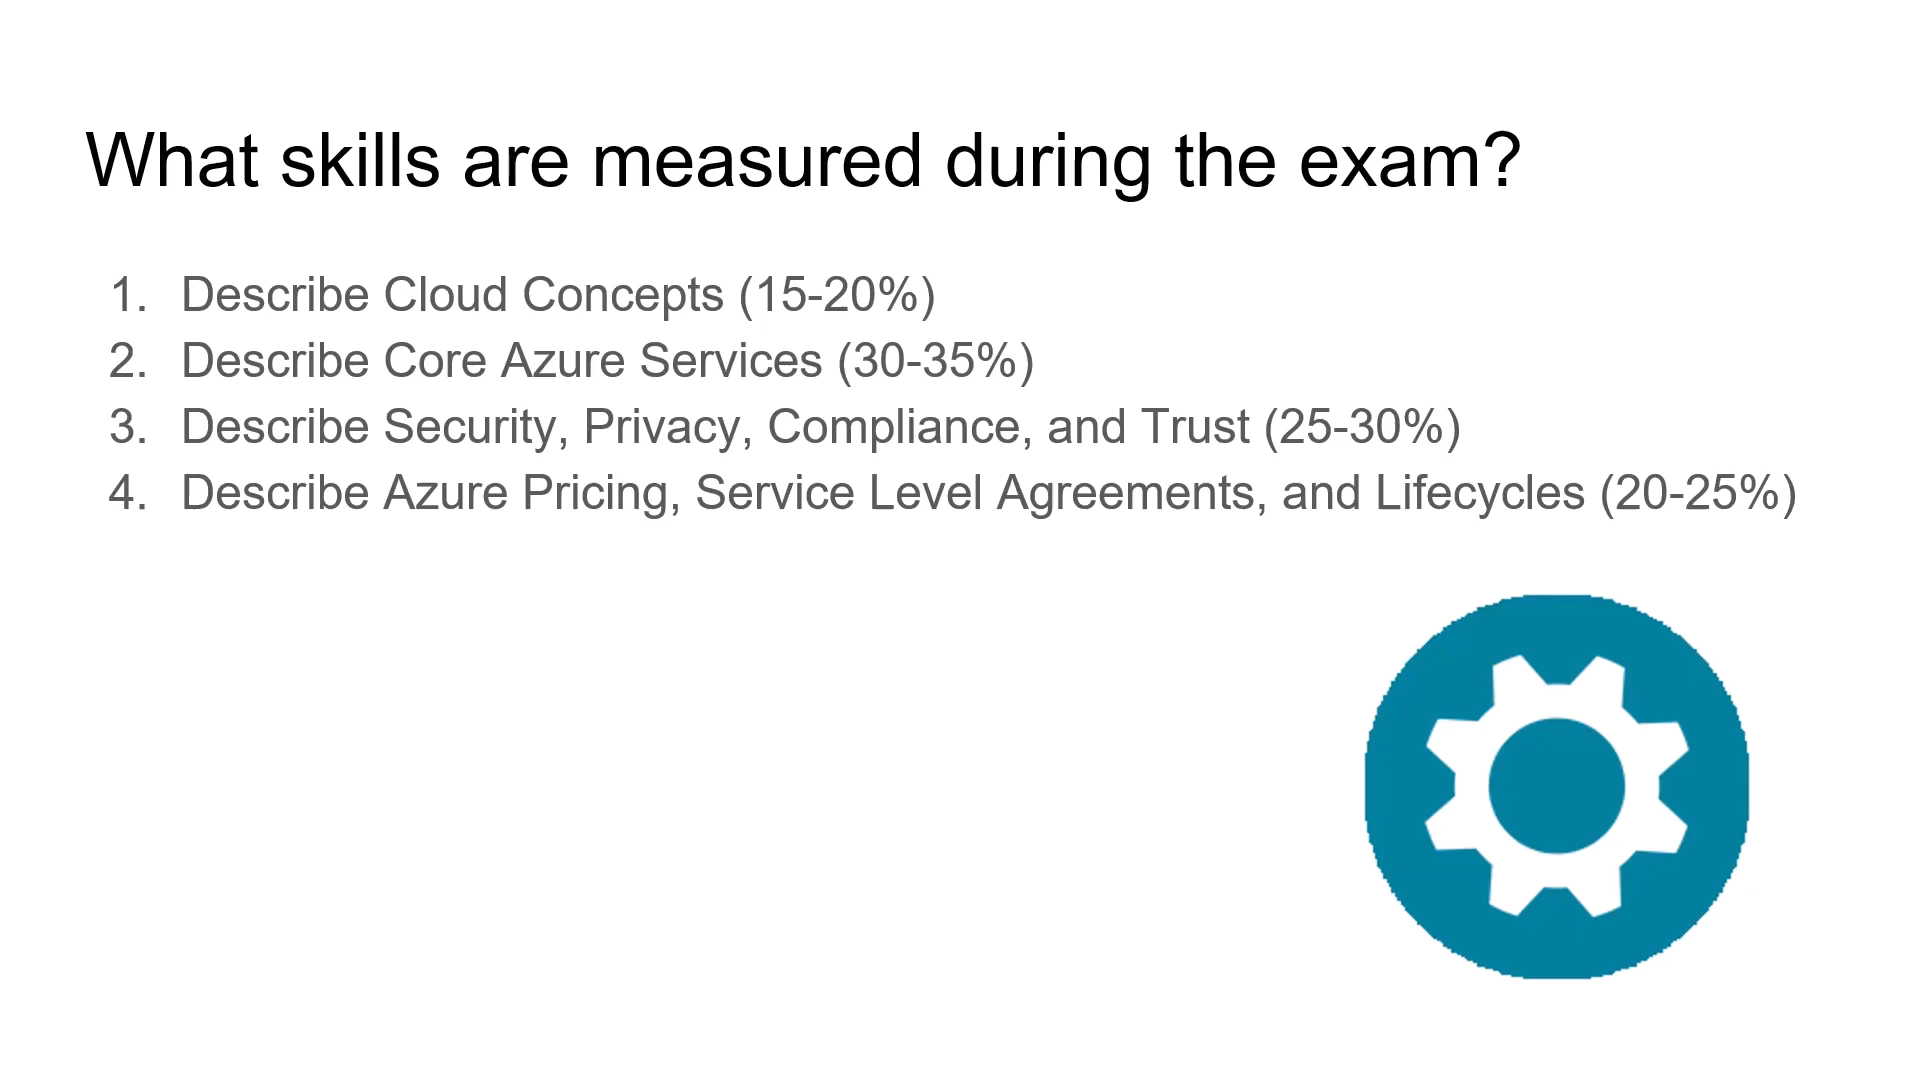 What skills are measured during the exam?
1. Describe Cloud Concepts (15-20%)
2. Describe Core Azure Services (30-35%)
3. Describe Security, Privacy, Compliance, and Trust (25-30%)
4. Describe Azure Pricing, Service Level Agreements, and Lifecycles (20-25%)